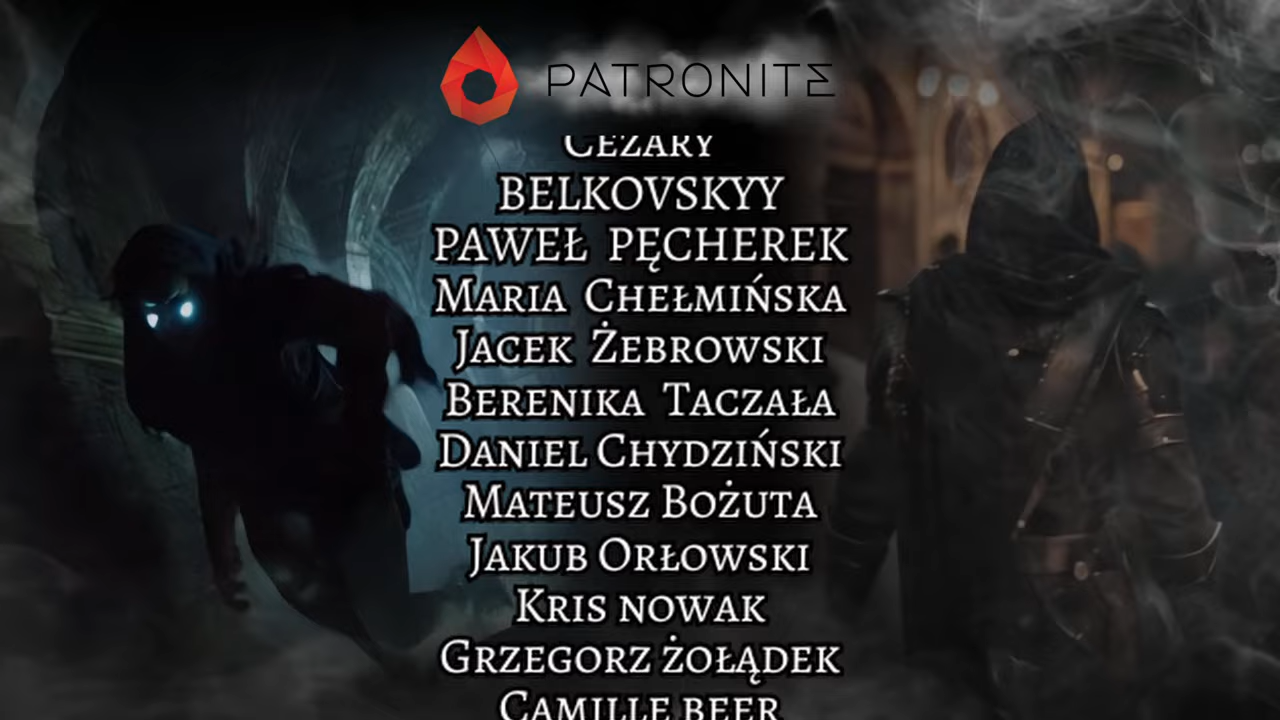 PATRONITE
CEZARY
BELKOVSKYY
PAWEŁ PĘCHEREK
MARIA CHEŁMIŃSKA
JACEK ŻEBROWSKI
BERENIKA TACZAŁA
DANIEL CHYDZIŃSKI
MATEUSZ BOŻUTA
JAKUB ORŁOWSKI
KRIS NOWAK
GRZEGORZ ŻOŁĄDEK
CAMILLE BEER